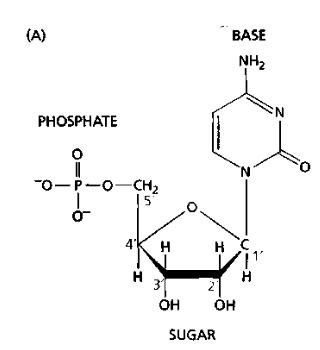 (A)
BASE
NH2
PHOSPHATE
N
O
O
-O-P-O-CH2
N
O-
5′
O
4′
H
H
C
1′
H
3′
2′
H
OH
OH
SUGAR